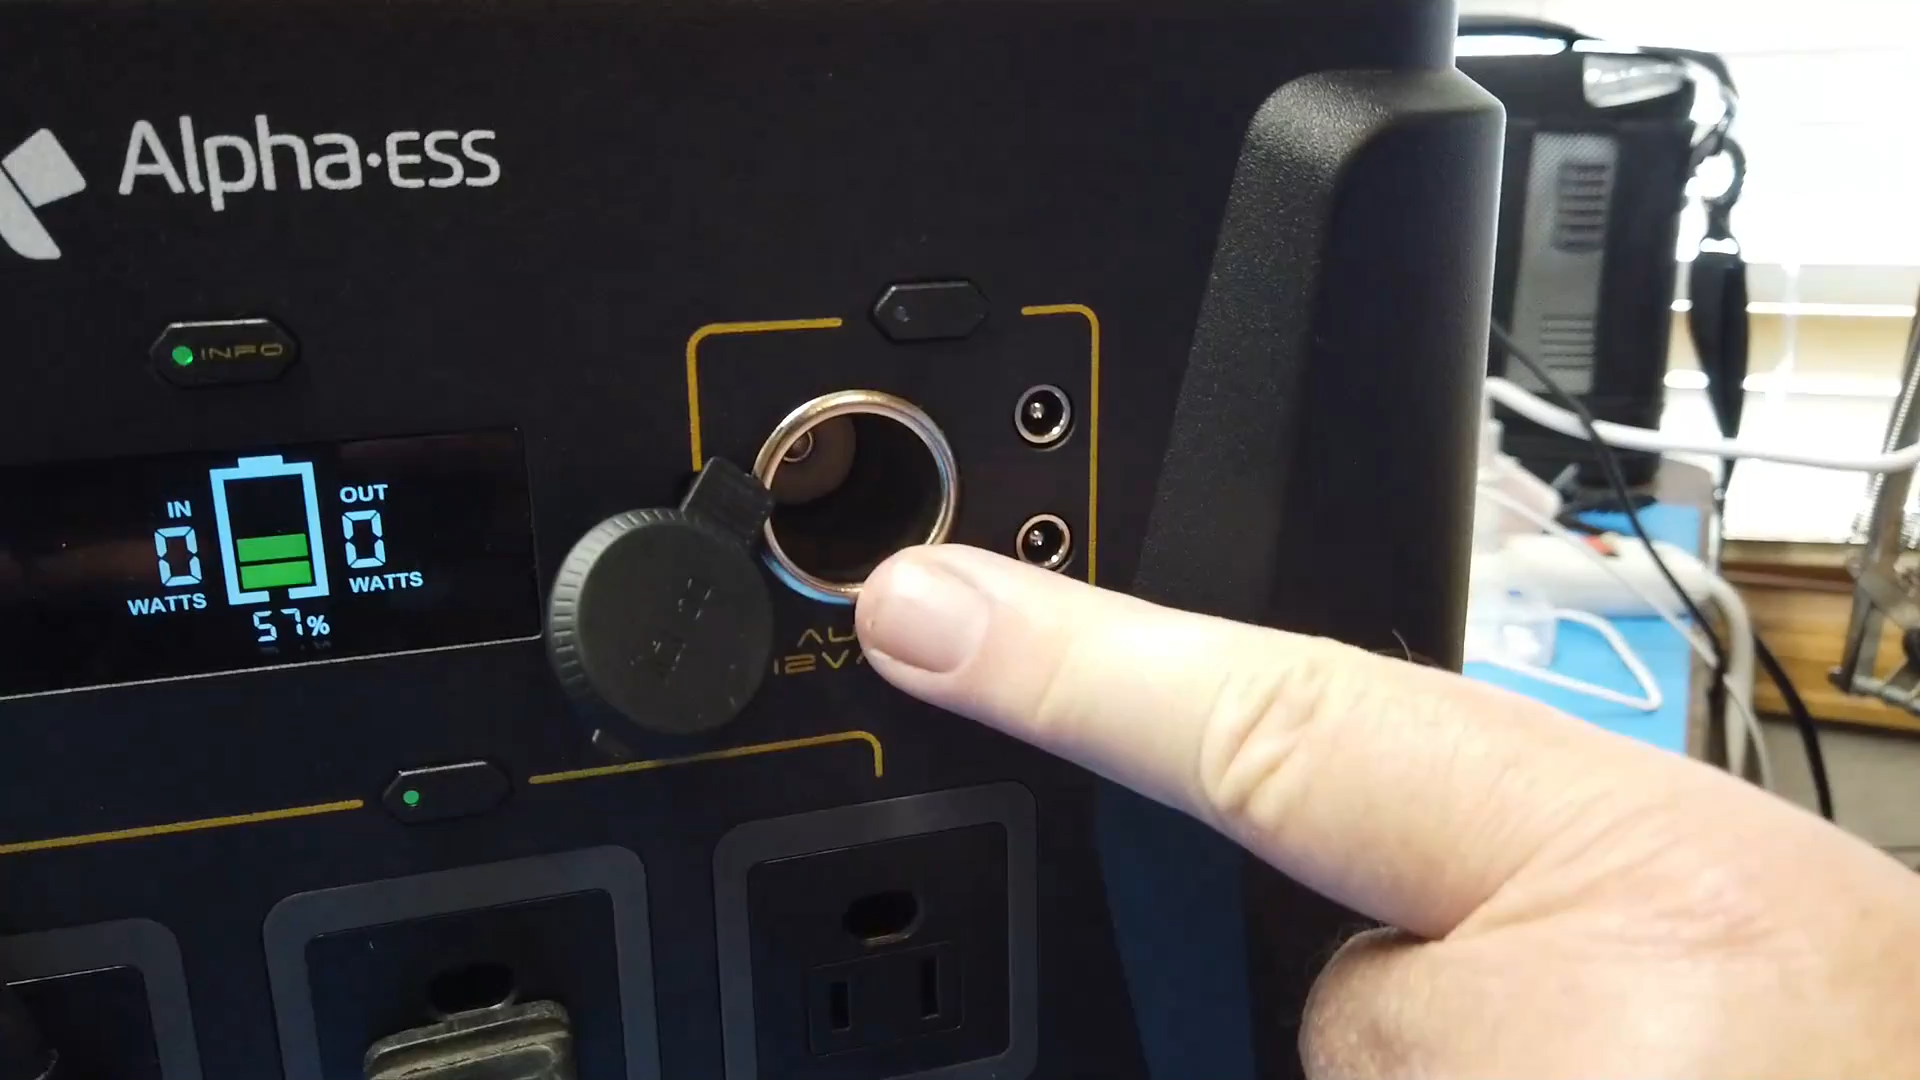 Alpha·ESS
INFO
IN
0
WATTS
OUT
0
WATTS
57%